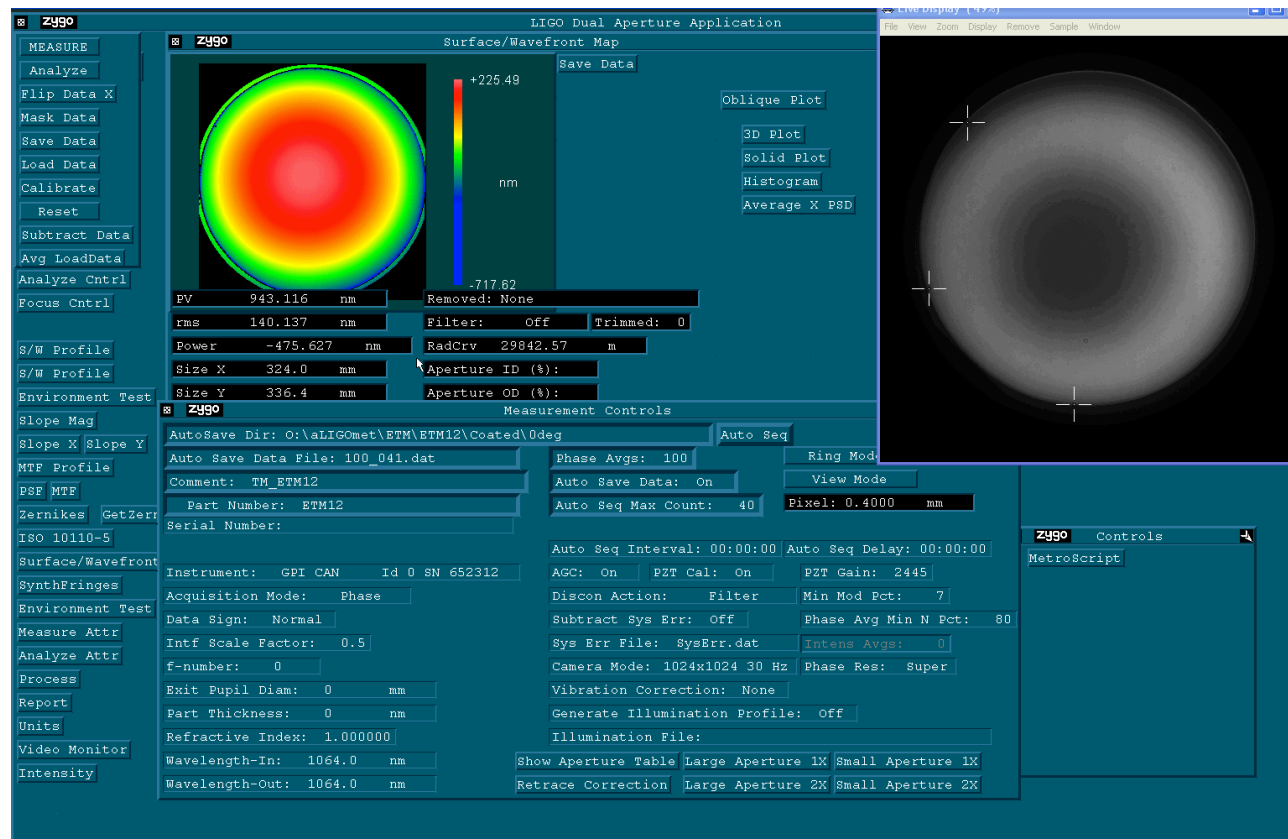 zygo LIGO Dual Aperture Application
MEASURE
Analyze
Flip Data X
Mask Data
Save Data
Load Data
Calibrate
Reset
Subtract Data
Avg LoadData
Analyze Cntrl
Focus Cntrl
S/W Profile
S/W Profile
Environment Test
Slope Mag
Slope X Slope Y
MTF Profile
PSF MTF
Zernikes GetZerr
ISO 10110-5
Surface/Wavefront
SynthFringes
Environment Test
Measure Attr
Analyze Attr
Process
Report
Units
Video Monitor
Intensity
zygo Surface/Wavefront Map
Save Data
+225.49
nm
-717.62
Oblique Plot
3D Plot
Solid Plot
Histogram
Average X PSD
PV 943.116 nm Removed: None
rms 140.137 nm Filter: Off Trimmed: 0
Power -475.627 nm RadCrv 29842.57 m
Size X 324.0 mm Aperture ID (%):
Size Y 336.4 mm Aperture OD (%):
Live Display (49%)
File View Zoom Display Remove Sample Window
zygo Measurement Controls
AutoSave Dir: O:\aLIGOmet\ETM\ETM12\Coated\0deg Auto Seq
Auto Save Data File: 100_041.dat Phase Avgs: 100 Ring Mode
Comment: TM_ETM12 Auto Save Data: On View Mode
Part Number: ETM12 Auto Seq Max Count: 40 Pixel: 0.4000 mm
Serial Number:
Auto Seq Interval: 00:00:00 Auto Seq Delay: 00:00:00
Instrument: GPI CAN Id 0 SN 652312 AGC: On PZT Cal: On PZT Gain: 2445
Acquisition Mode: Phase Discon Action: Filter Min Mod Pct: 7
Data Sign: Normal Subtract Sys Err: Off Phase Avg Min N Pct: 80
Intf Scale Factor: 0.5 Sys Err File: SysErr.dat Intens Avgs: 0
f-number: 0 Camera Mode: 1024x1024 30 Hz Phase Res: Super
Exit Pupil Diam: 0 mm Vibration Correction: None
Part Thickness: 0 nm Generate Illumination Profile: Off
Refractive Index: 1.000000 Illumination File:
Wavelength-In: 1064.0 nm Show Aperture Table Large Aperture 1X Small Aperture 1X
Wavelength-Out: 1064.0 nm Retrace Correction Large Aperture 2X Small Aperture 2X
zygo Controls
MetroScript